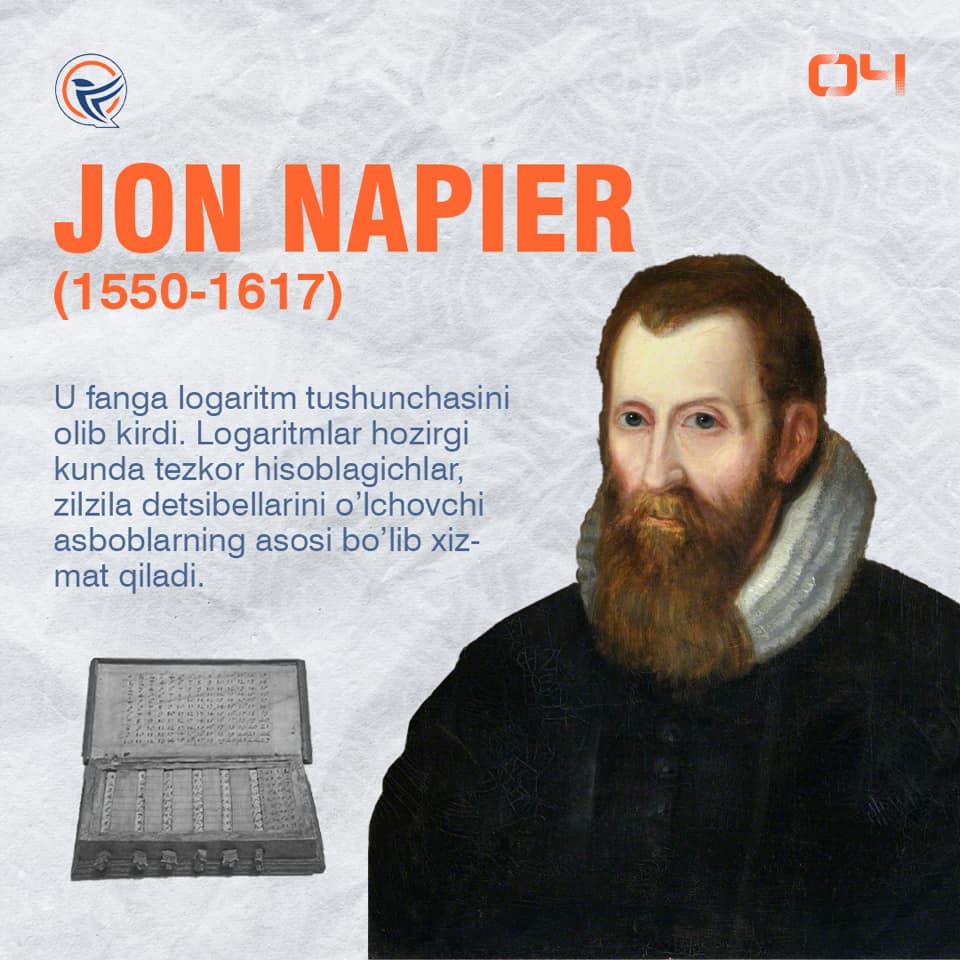 04
JON NAPIER
(1550-1617)
U fanga logaritm tushunchasini
olib kirdi. Logaritmlar hozirgi
kunda tezkor hisoblagichlar,
zilzila detsibellarini o’lchovchi
asboblarning asosi bo’lib xiz-
mat qiladi.